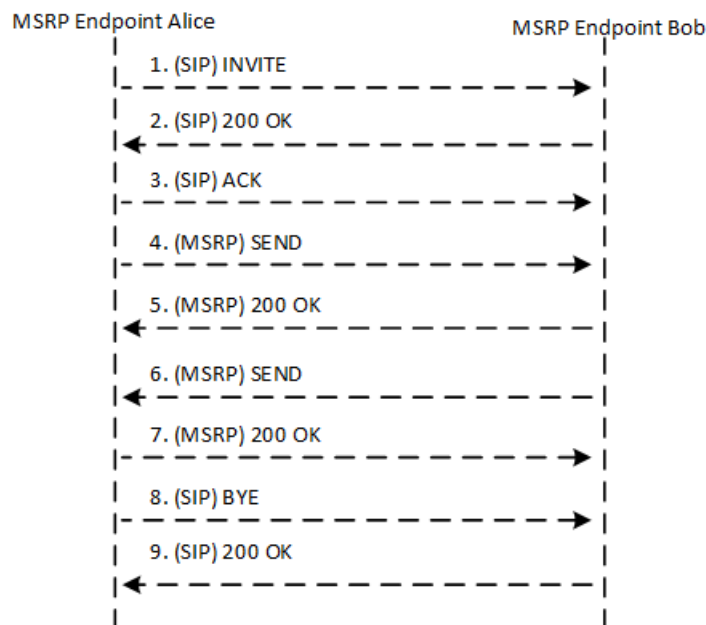 MSRP Endpoint Alice
MSRP Endpoint Bob
1. (SIP) INVITE
2. (SIP) 200 OK
3. (SIP) ACK
4. (MSRP) SEND
5. (MSRP) 200 OK
6. (MSRP) SEND
7. (MSRP) 200 OK
8. (SIP) BYE
9. (SIP) 200 OK